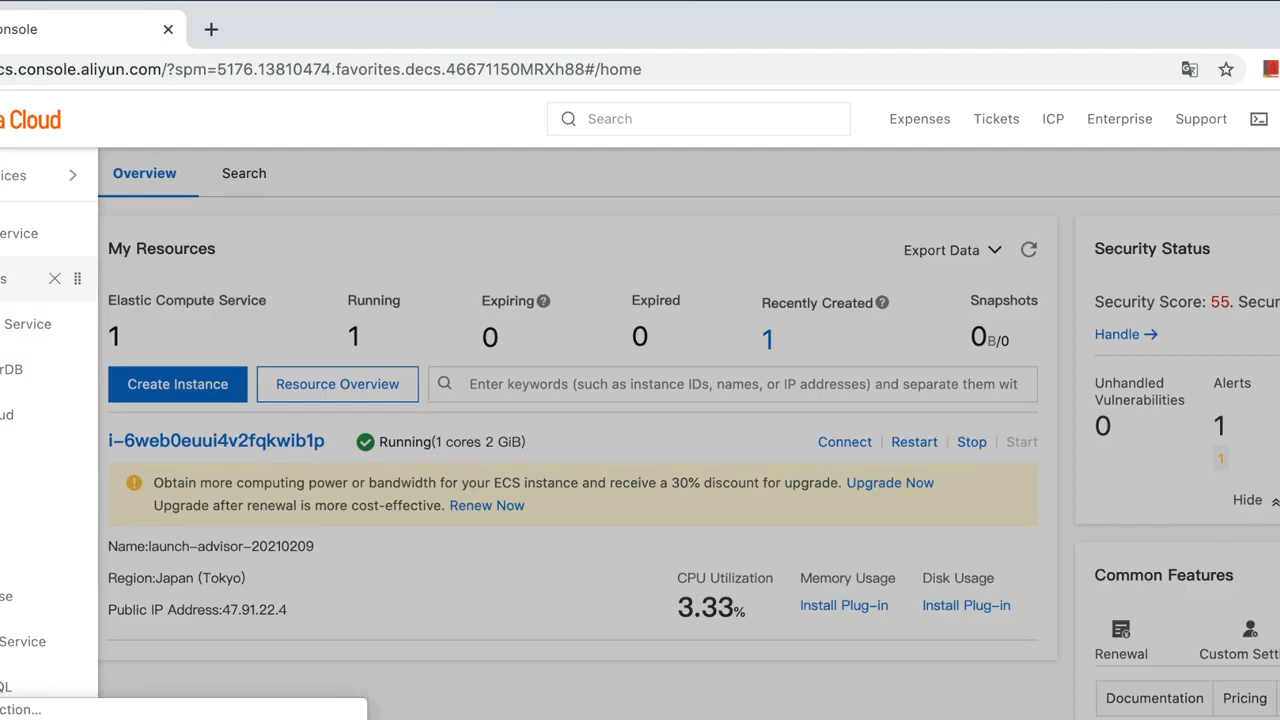 onsole
cs.console.aliyun.com/?spm=5176.13810474.favorites.decs.46671150MRXh88#/home
a Cloud
Search
Expenses
Tickets
ICP
Enterprise
Support
ices
Overview
Search
ervice
s
Service
rDB
ud
se
Service
QL
ction...
My Resources
Export Data
Elastic Compute Service
Running
Expiring
Expired
Recently Created
Snapshots
1
1
0
0
1
0B/0
Create Instance
Resource Overview
Enter keywords (such as instance IDs, names, or IP addresses) and separate them wit
i-6web0euui4v2fqkwib1p
Running(1 cores 2 GiB)
Connect
Restart
Stop
Start
Obtain more computing power or bandwidth for your ECS instance and receive a 30% discount for upgrade. Upgrade Now
Upgrade after renewal is more cost-effective. Renew Now
Name:launch-advisor-20210209
Region:Japan (Tokyo)
Public IP Address:47.91.22.4
CPU Utilization
Memory Usage
Disk Usage
3.33%
Install Plug-in
Install Plug-in
Security Status
Security Score: 55. Secur
Handle
Unhandled
Vulnerabilities
Alerts
0
1
1
Hide
Common Features
Renewal
Custom Setti
Documentation
Pricing